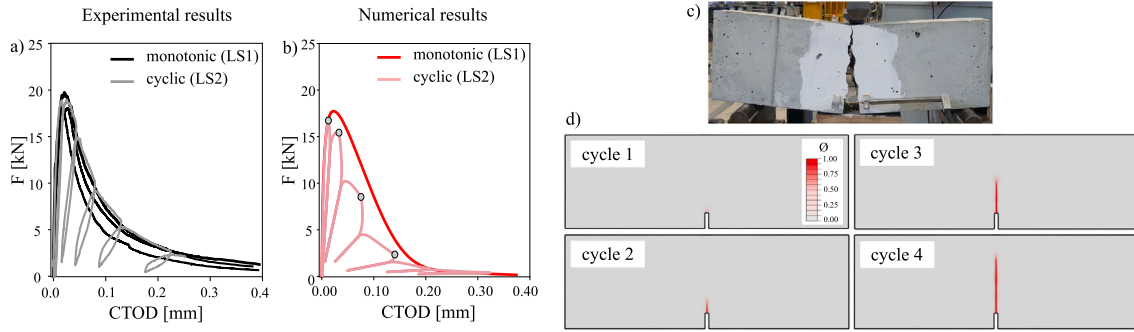 Experimental results
Numerical results
a)
25
20
15
10
5
0
F [kN]
monotonic (LS1)
cyclic (LS2)
0.0 0.1 0.2 0.3 0.4
CTOD [mm]
b)
25
20
15
10
5
0
F [kN]
monotonic (LS1)
cyclic (LS2)
0.00 0.10 0.20 0.30 0.40
CTOD [mm]
c)
d)
cycle 1
Ø
1.00
0.75
0.50
0.25
0.00
cycle 3
cycle 2
cycle 4